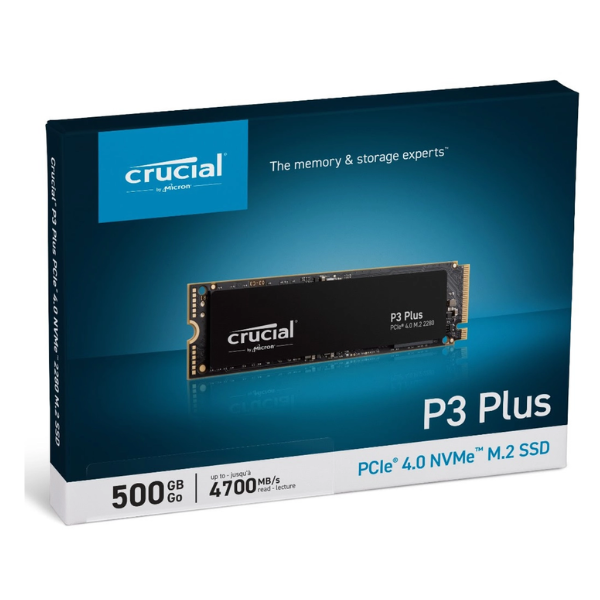 crucial®
by Micron®
The memory & storage experts™
Crucial® P3 Plus PCIe® 4.0 NVMe™ 2280 M.2 SSD
crucial®
by Micron®
P3 Plus
PCIe® 4.0 M.2 2280
P3 Plus
PCIe® 4.0 NVMe™ M.2 SSD
500 GB
Go
up to - jusqu'à
4700 MB/s
read - lecture